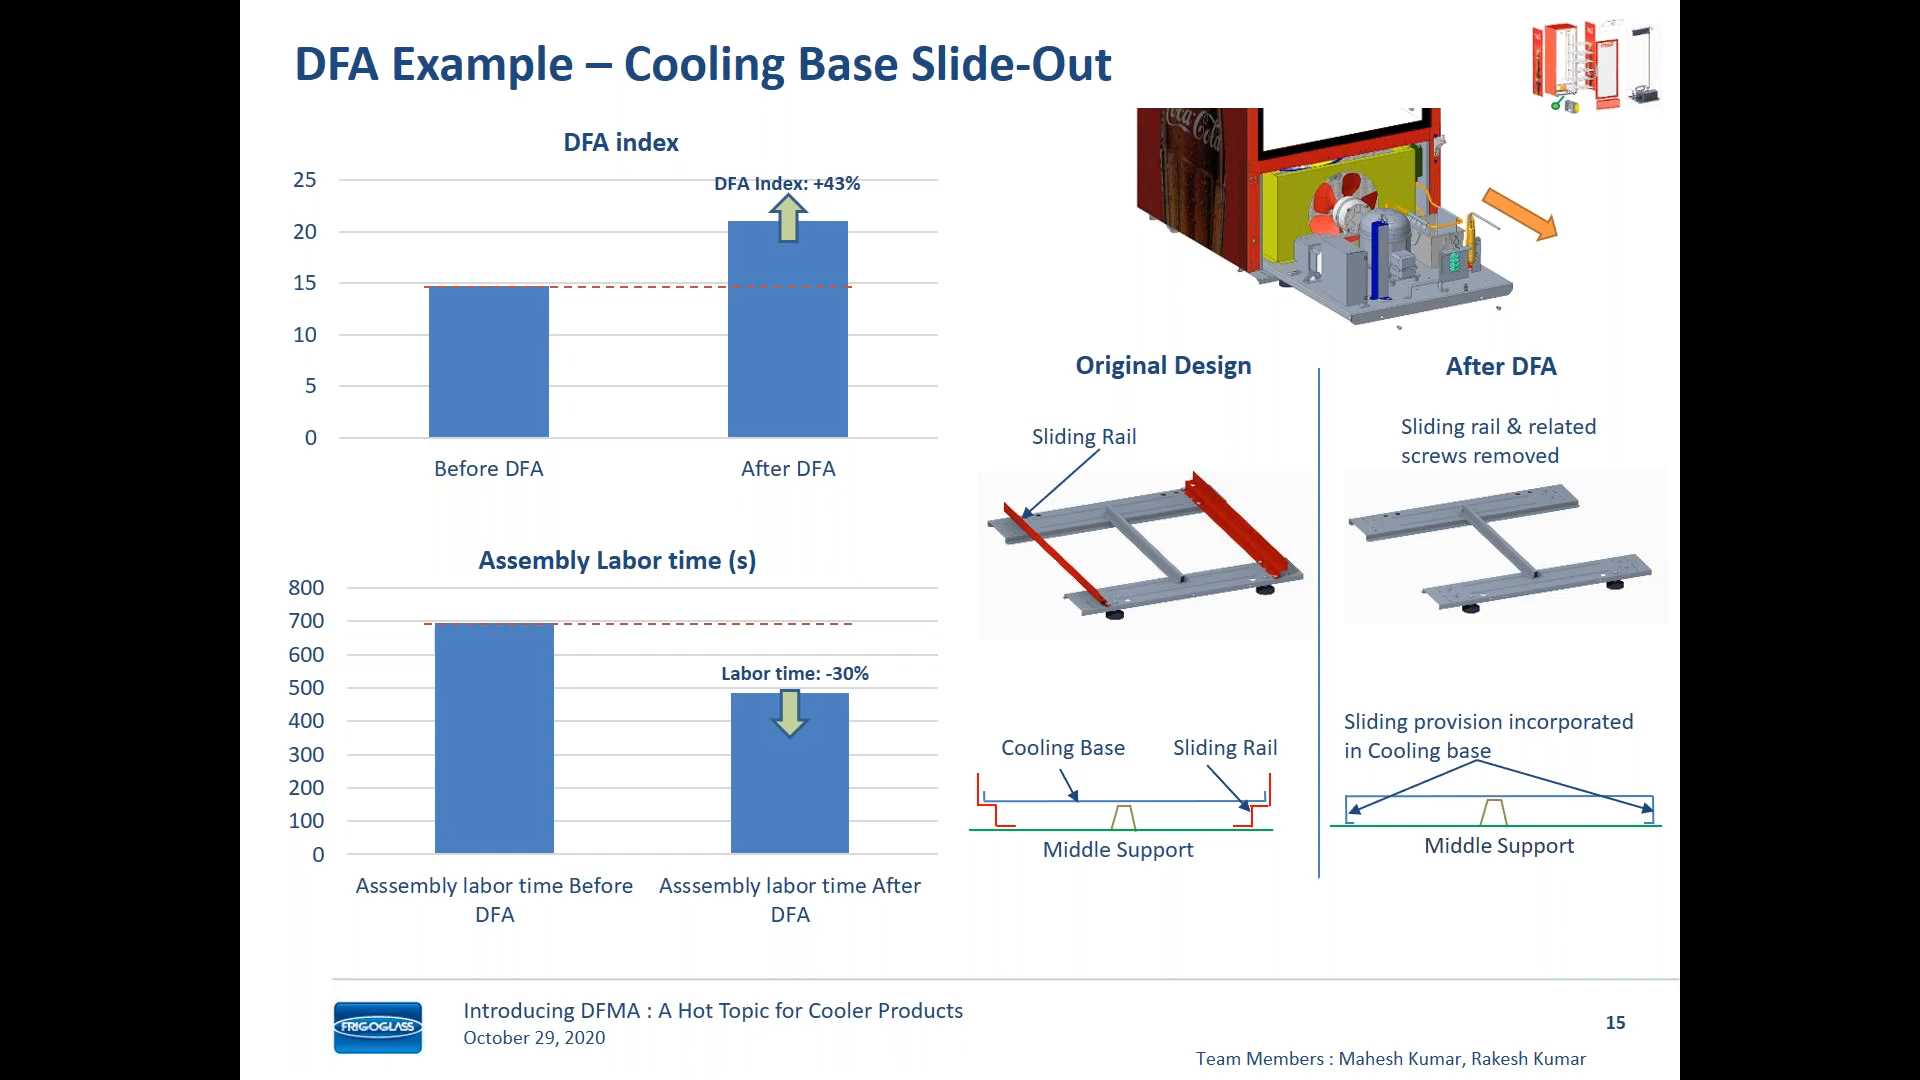 DFA Example – Cooling Base Slide-Out
DFA index
25
20
15
10
5
0
DFA Index: +43%
Before DFA
After DFA
Assembly Labor time (s)
800
700
600
500
400
300
200
100
0
Labor time: -30%
Asssembly labor time Before
DFA
Asssembly labor time After
DFA
Coca-Cola
Original Design
Sliding Rail
Cooling Base
Sliding Rail
Middle Support
After DFA
Sliding rail & related
screws removed
Sliding provision incorporated
in Cooling base
Middle Support
FRIGOGLASS
Introducing DFMA : A Hot Topic for Cooler Products
October 29, 2020
15
Team Members : Mahesh Kumar, Rakesh Kumar